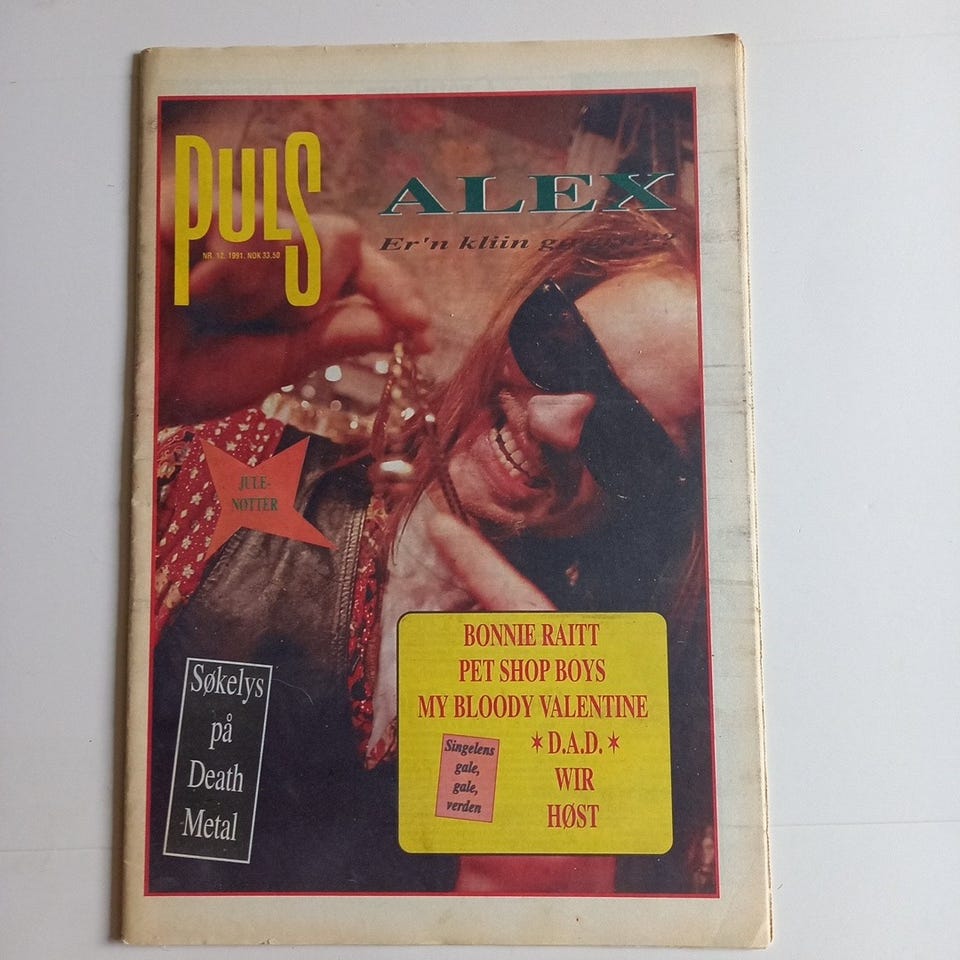 PULS
NR. 12. 1991. NOK 33.50
ALEX
Er'n kliin
JULE-
NØTTER
Søkelys
på
Death
Metal
BONNIE RAITT
PET SHOP BOYS
MY BLOODY VALENTINE
*D.A.D.*
WIR
HØST
Singelens
gale,
gale,
verden